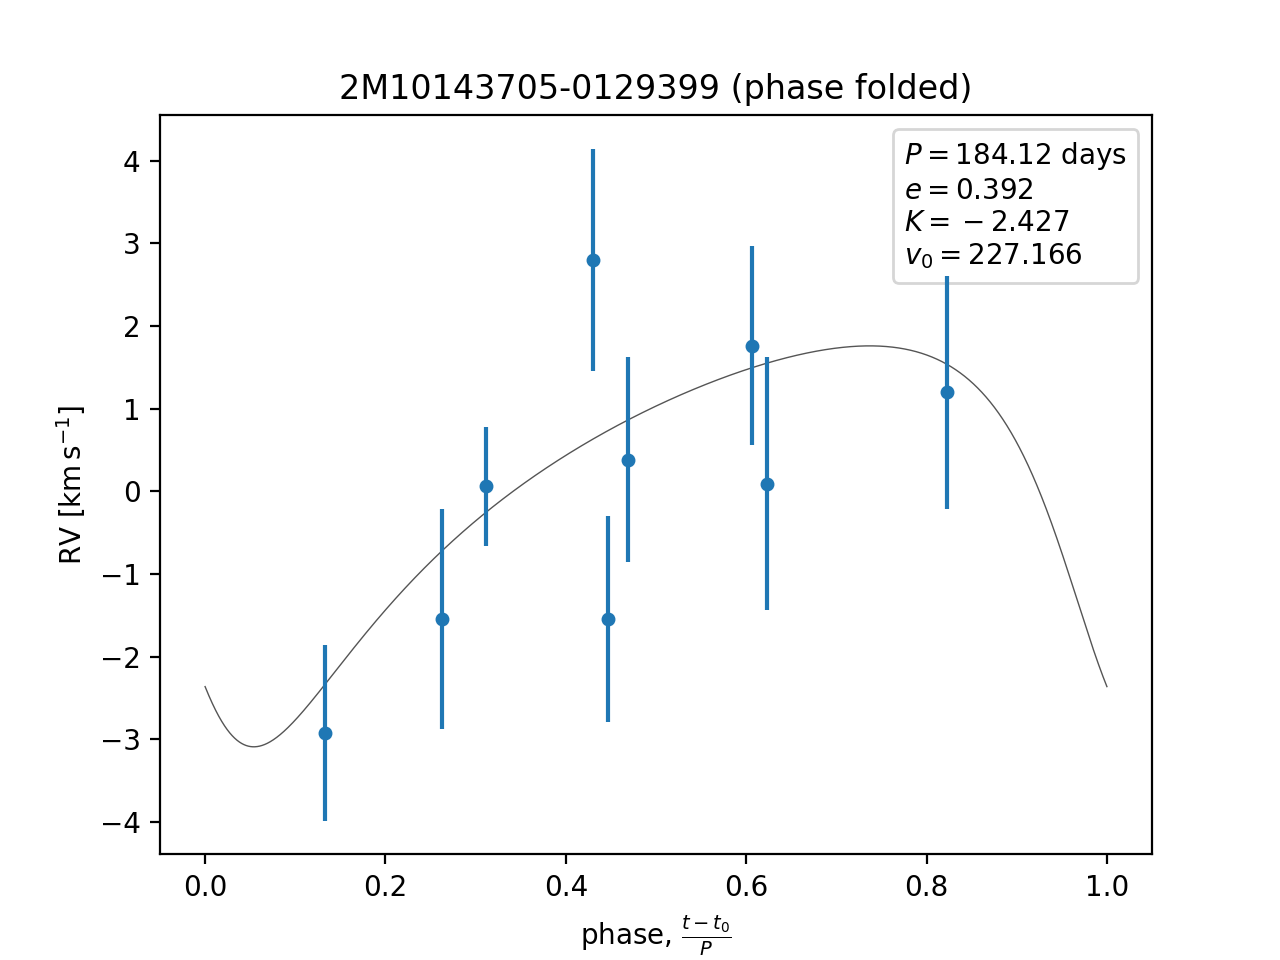 2M10143705-0129399 (phase folded)
P = 184.12 days
e = 0.392
K = − 2.427
v₀ = 227.166
RV [km s⁻¹]
4
3
2
1
0
−1
−2
−3
−4
0.0 0.2 0.4 0.6 0.8 1.0
phase, (t − t₀)/P